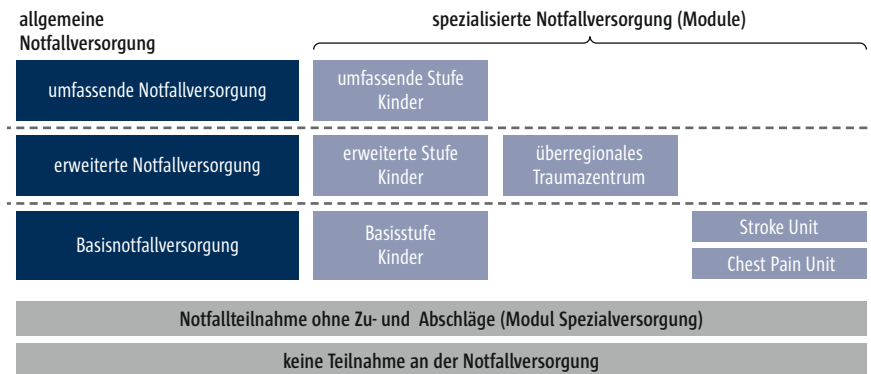 allgemeine
Notfallversorgung
spezialisierte Notfallversorgung (Module)
umfassende Notfallversorgung
umfassende Stufe
Kinder
erweiterte Notfallversorgung
erweiterte Stufe
Kinder
überregionales
Traumazentrum
Basisnotfallversorgung
Basisstufe
Kinder
Stroke Unit
Chest Pain Unit
Notfallteilnahme ohne Zu- und Abschläge (Modul Spezialversorgung)
keine Teilnahme an der Notfallversorgung